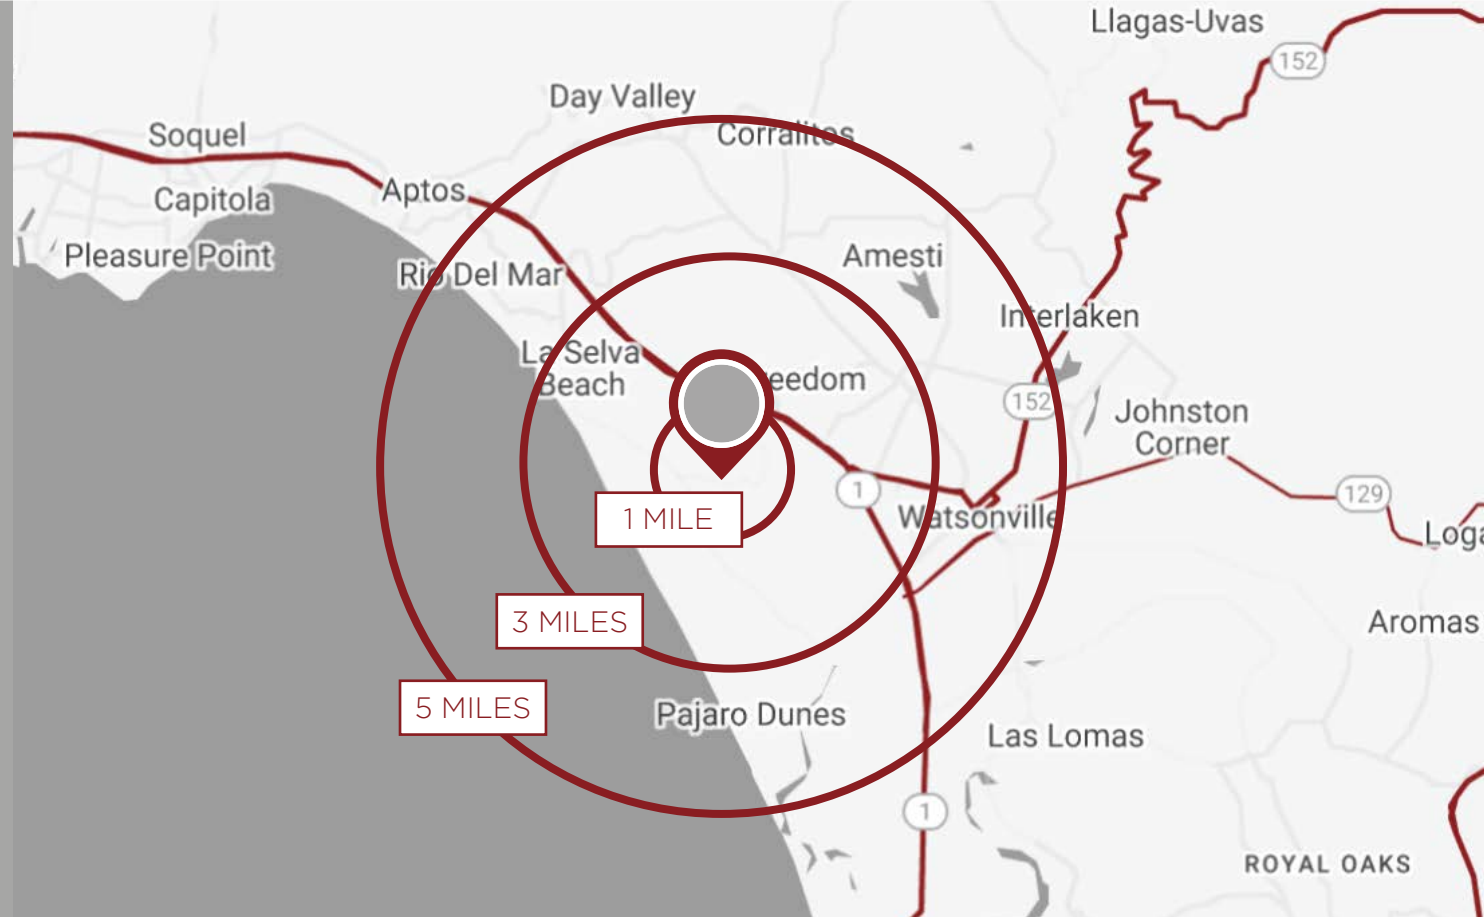 Llagas-Uvas
152
Day Valley
Soquel
Corralitos
Aptos
Capitola
Pleasure Point
Amesti
Rio Del Mar
Interlaken
La Selva
Beach
eedom
152
Johnston
Corner
1
129
1 MILE
Watsonville
Loga
3 MILES
Aromas
5 MILES
Pajaro Dunes
Las Lomas
1
ROYAL OAKS